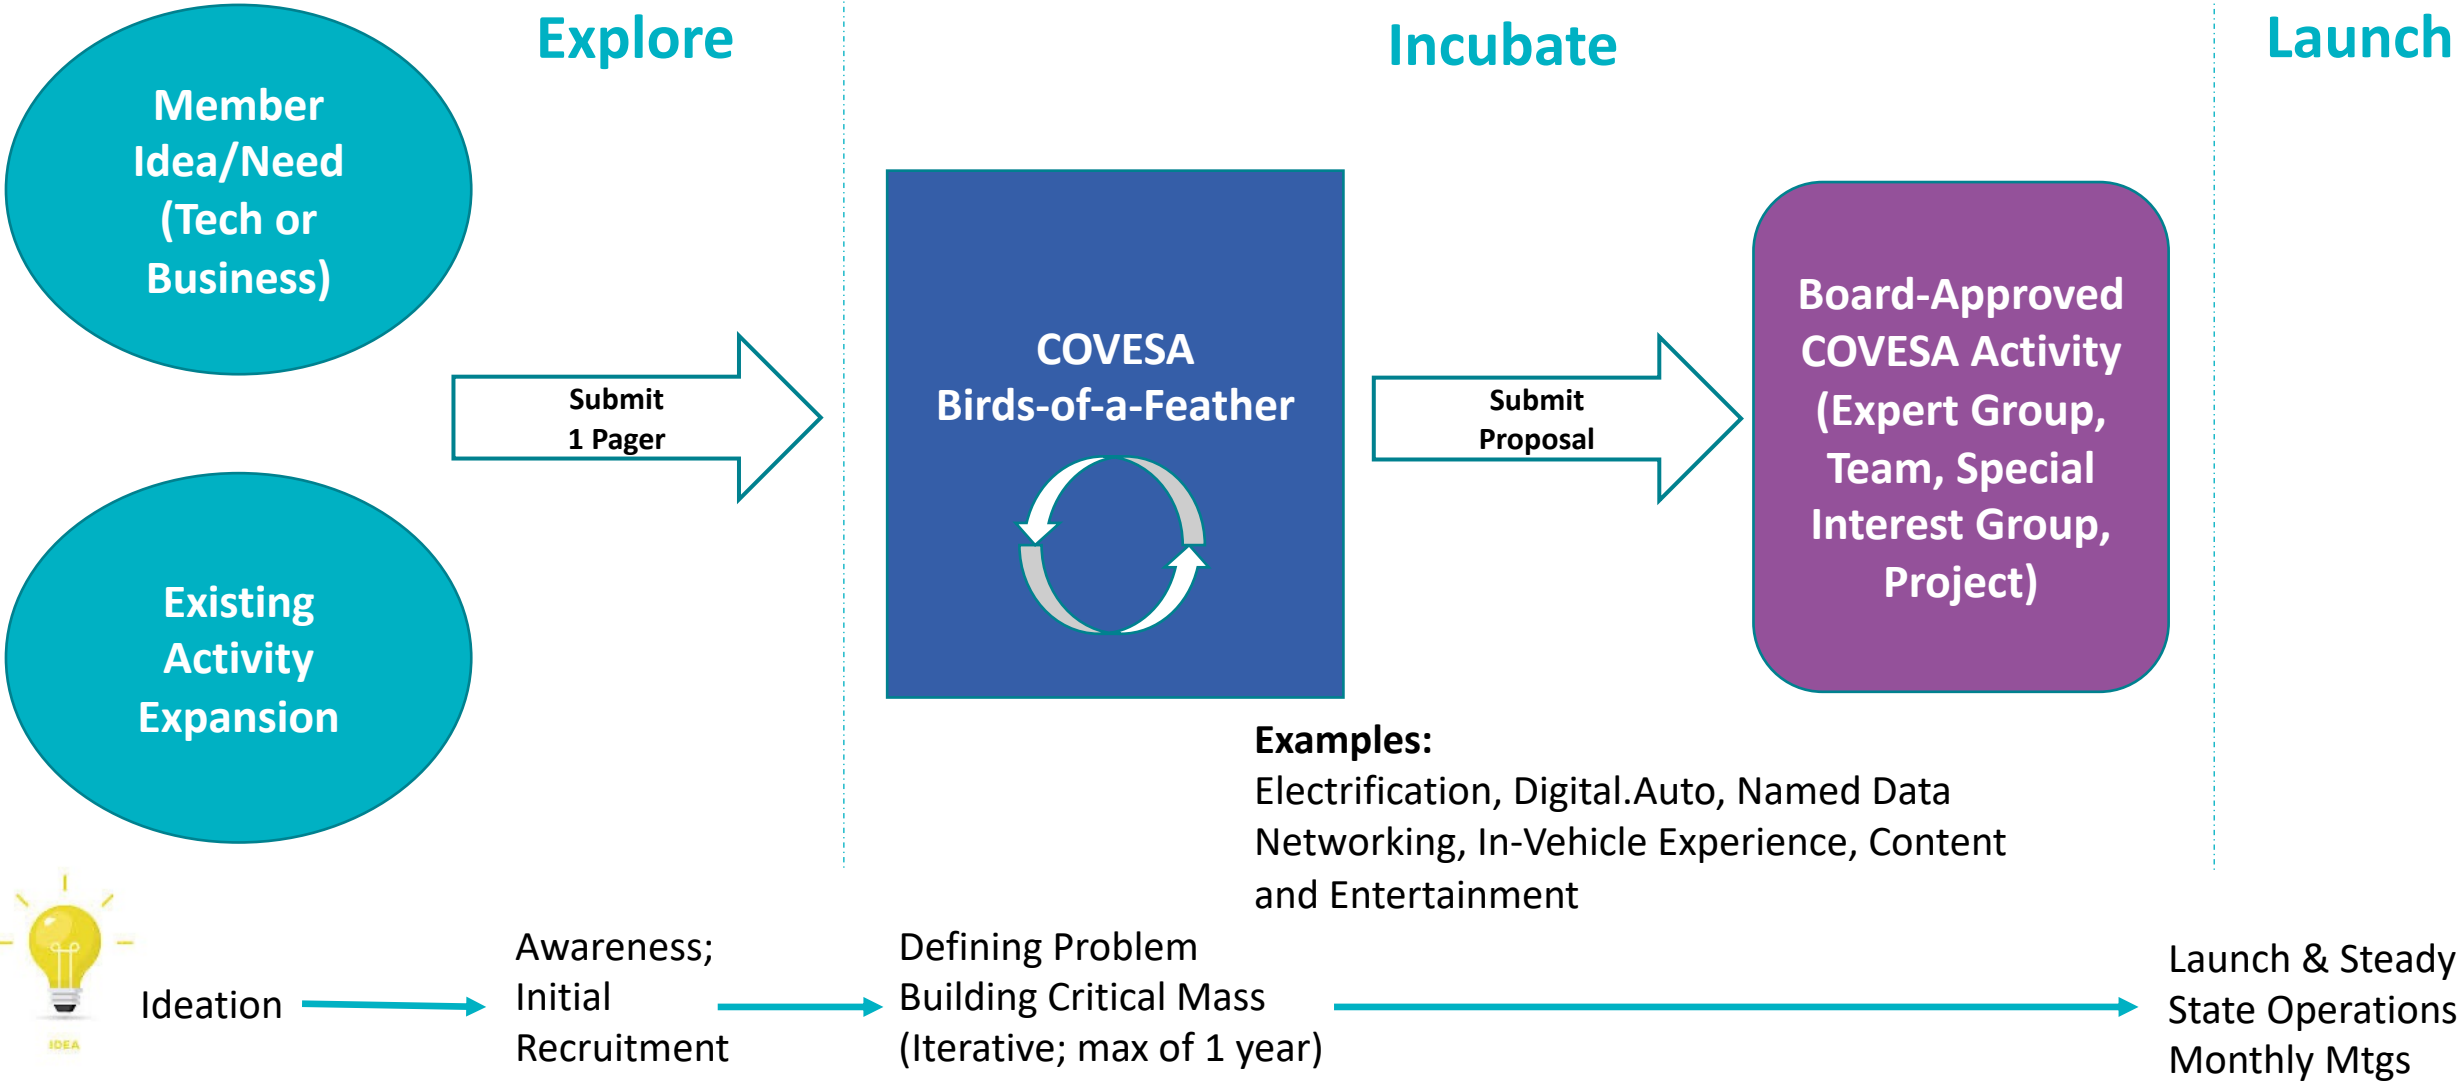 Explore
Incubate
Launch
Member
Idea/Need
(Tech or
Business)
Existing
Activity
Expansion
Submit
1 Pager
COVESA
Birds-of-a-Feather
Submit
Proposal
Board-Approved
COVESA Activity
(Expert Group,
Team, Special
Interest Group,
Project)
Examples:
Electrification, Digital.Auto, Named Data
Networking, In-Vehicle Experience, Content
and Entertainment
IDEA
Ideation
Awareness;
Initial
Recruitment
Defining Problem
Building Critical Mass
(Iterative; max of 1 year)
Launch & Steady
State Operations
Monthly Mtgs